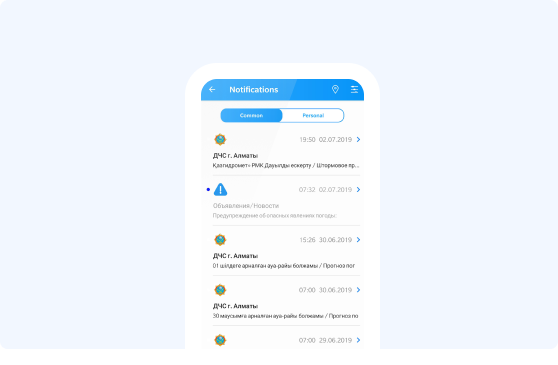 Notifications
Common Personal
19:50 02.07.2019
ДЧС г. Алматы
Қазгидромет» РМК Дауылды ескерту / Штормовое пр...
07:32 02.07.2019
Объявления/Новости
Предупреждение об опасных явлениях погоды
15:26 30.06.2019
ДЧС г. Алматы
01 шілдеге арналған ауа-райы болжамы / Прогноз пог
07:00 30.06.2019
ДЧС г. Алматы
30 маусымға арналған ауа-райы болжамы / Прогноз по
07:00 29.06.2019